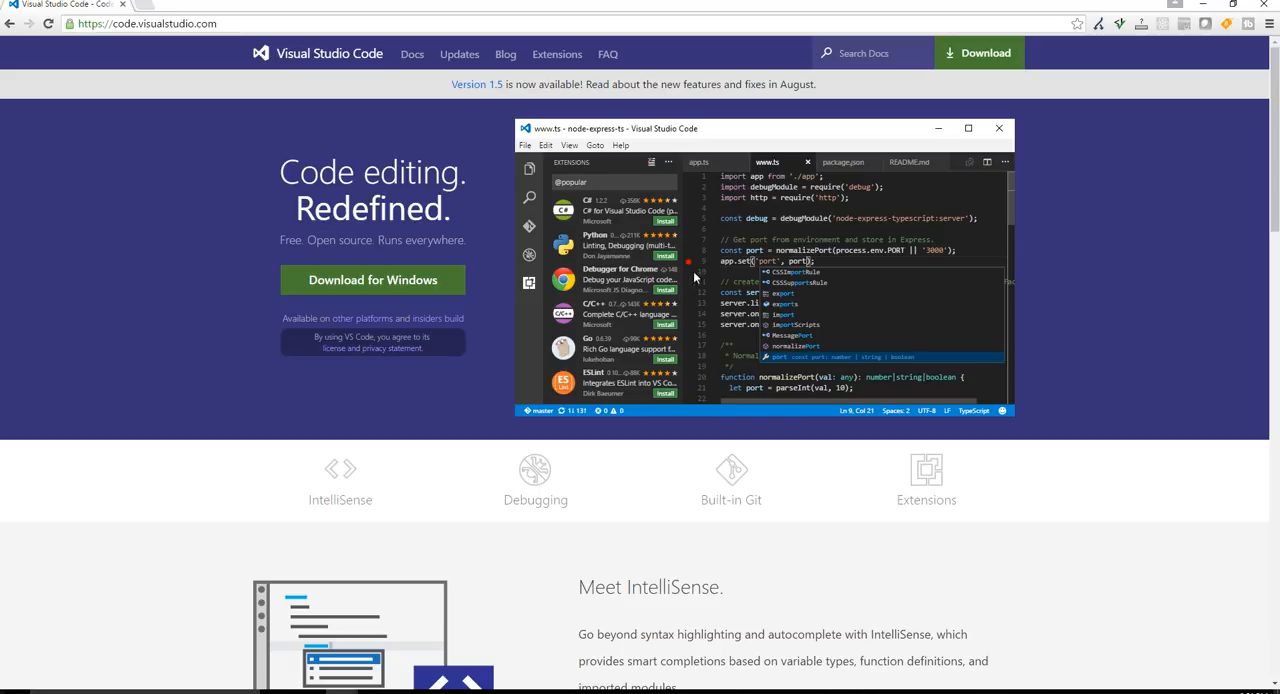 Visual Studio Code - Code
https://code.visualstudio.com
Visual Studio Code Docs Updates Blog Extensions FAQ Search Docs Download
Version 1.5 is now available! Read about the new features and fixes in August.
Code editing.
Redefined.
Free. Open source. Runs everywhere.
Download for Windows
Available on other platforms and insiders build
By using VS Code, you agree to its
license and privacy statement.
www.ts - node-express-ts - Visual Studio Code
File Edit View Goto Help
EXTENSIONS
@popular
C# 1.2.2 356K
C# for Visual Studio Code (p...
Microsoft Install
Python 0.... 211K
Linting, Debugging (multi-t...
Don Jayamanne Install
Debugger for Chrome 148
Debug your JavaScript code...
Microsoft JS Diagno... Install
C/C++ 0.7... 143K
Complete C/C++ language ...
Microsoft Install
Go 0.6.39 99K
Rich Go language support f...
lukehoban Install
ESLint 0.10... 88K
Integrates ESLint into VS Co...
Dirk Baeumer Install
app.ts www.ts package.json README.md
1 import app from './app';
2 import debugModule = require('debug');
3 import http = require('http');
4
5 const debug = debugModule('node-express-typescript:server');
6
7 // Get port from environment and store in Express.
8 const port = normalizePort(process.env.PORT || '3000');
9 app.set('port', port);
10
11 // create
12 const ser
13 server.li
14 server.on
15 server.on
16
17 /**
18 * Normal
19 */
20 function normalizePort(val: any): number|string|boolean {
21 let port = parseInt(val, 10);
22
CSSImportRule
CSSSupportsRule
export
exports
import
importScripts
MessagePort
normalizePort
port const port: number | string | boolean
master 1↓ 13↑ 0 0 Ln 9, Col 21 Spaces: 2 UTF-8 LF TypeScript
IntelliSense
Debugging
Built-in Git
Extensions
Meet IntelliSense.
Go beyond syntax highlighting and autocomplete with IntelliSense, which
provides smart completions based on variable types, function definitions, and
imported modules.